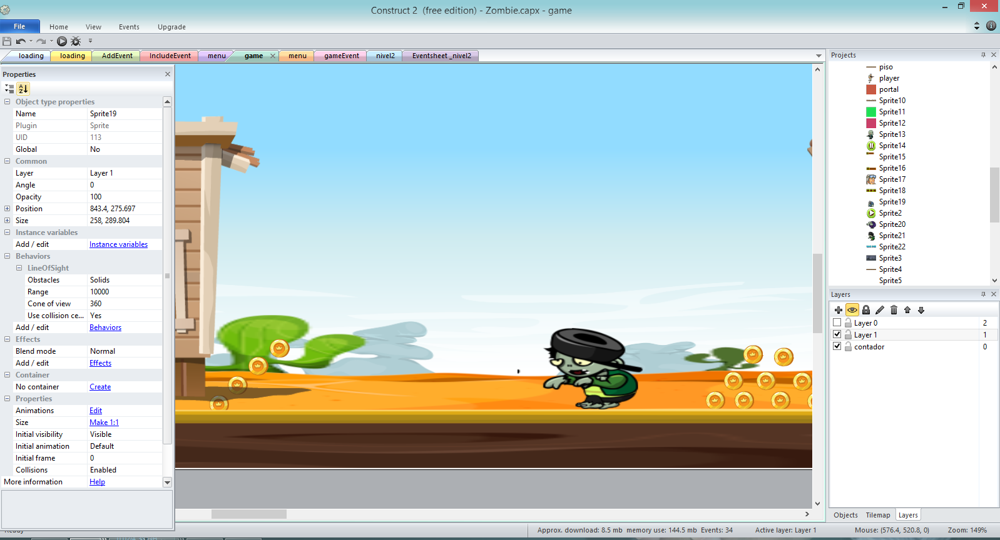 Construct 2 (free edition) - Zombie.capx - game
File Home View Events Upgrade
loading loading AddEvent IncludeEvent menu game menu gameEvent nivel2 Eventsheet _nivel2
Properties
Object type properties
Name Sprite19
Plugin Sprite
UID 113
Global No
Common
Layer Layer 1
Angle 0
Opacity 100
Position 843.4, 275.697
Size 258, 289.804
Instance variables
Add / edit Instance variables
Behaviors
LineOfSight
Obstacles Solids
Range 10000
Cone of view 360
Use collision ce... Yes
Add / edit Behaviors
Effects
Blend mode Normal
Add / edit Effects
Container
No container Create
Properties
Animations Edit
Size Make 1:1
Initial visibility Visible
Initial animation Default
Initial frame 0
Collisions Enabled
More information Help
Projects
piso
player
portal
Sprite10
Sprite11
Sprite12
Sprite13
Sprite14
Sprite15
Sprite16
Sprite17
Sprite18
Sprite19
Sprite2
Sprite20
Sprite21
Sprite22
Sprite3
Sprite4
Sprite5
Layers
Layer 0 2
Layer 1 1
contador 0
Objects Tilemap Layers
Approx. download: 8.5 mb memory use: 144.5 mb Events: 34 Active layer: Layer 1 Mouse: (576.4, 520.8, 0) Zoom: 149%